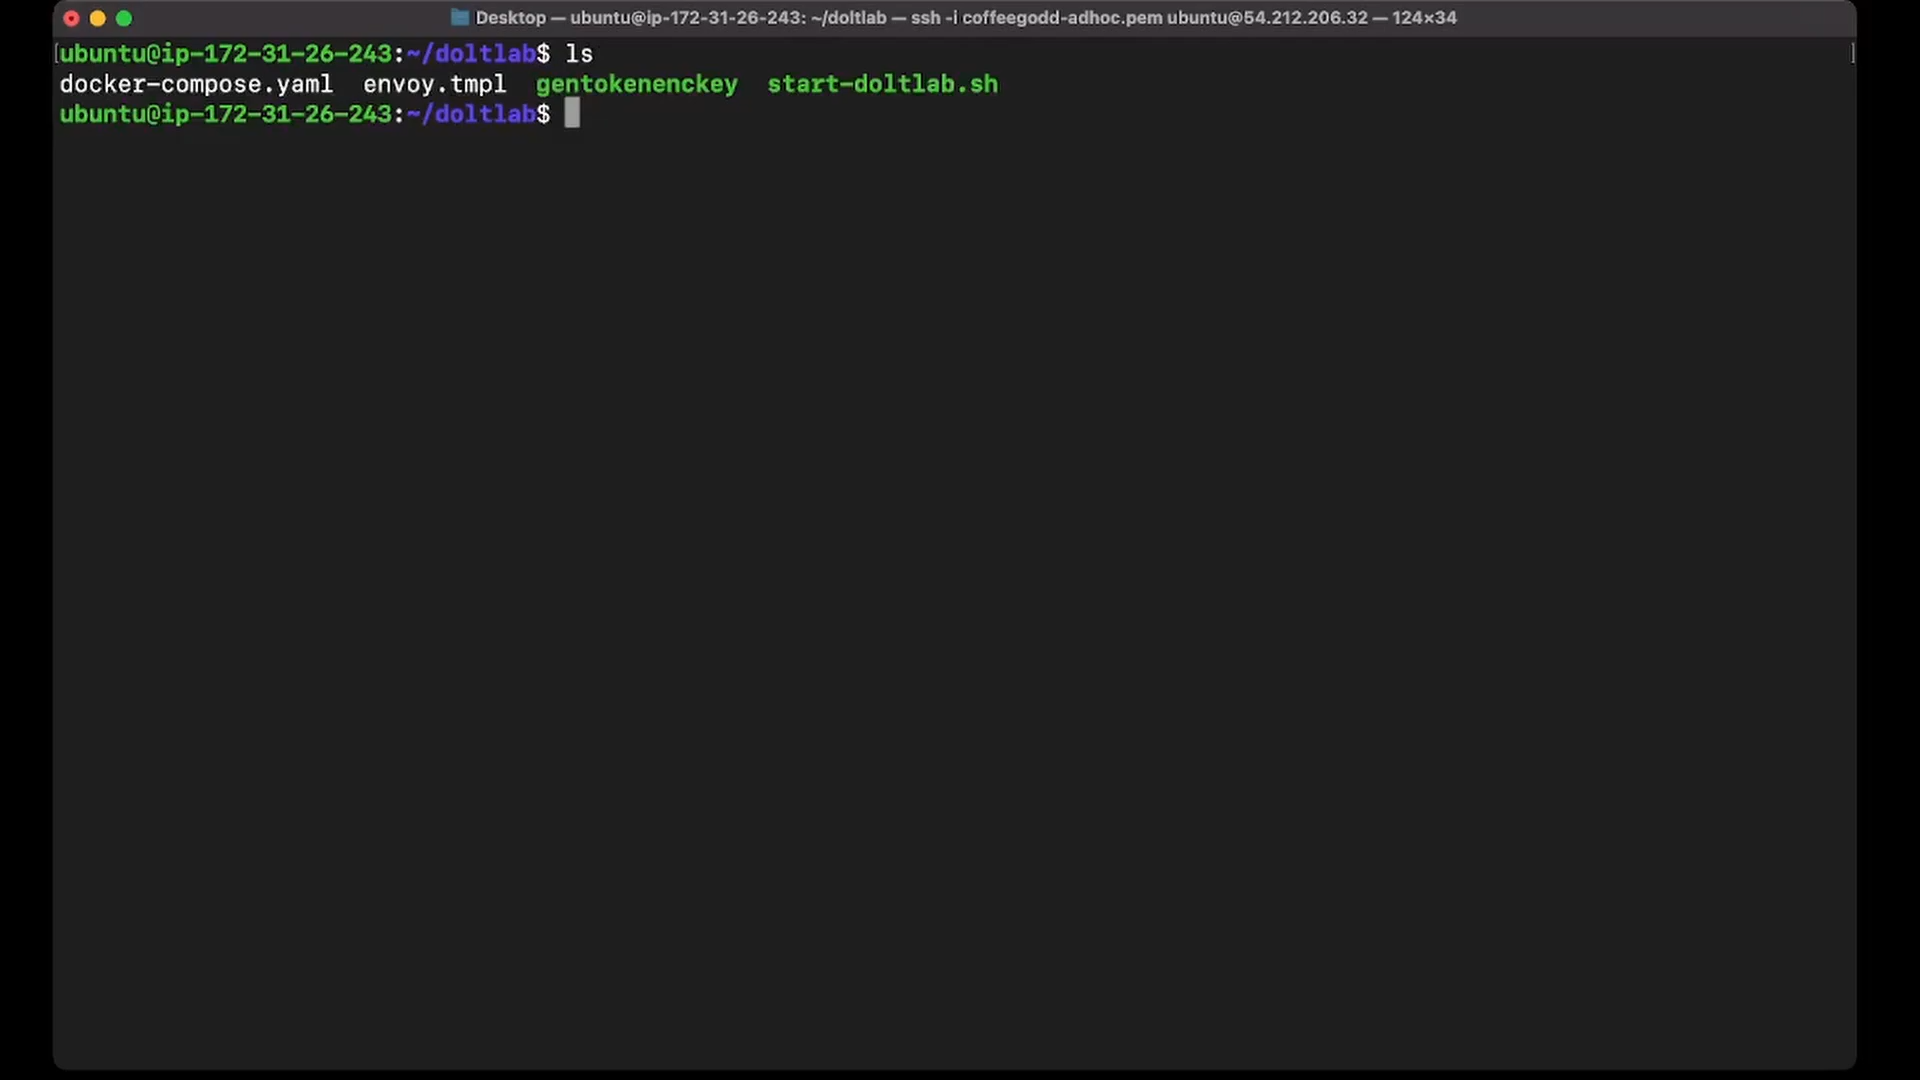 Desktop — ubuntu@ip-172-31-26-243: ~/doltlab — ssh -i coffeegodd-adhoc.pem ubuntu@54.212.206.32 — 124×34
[ubuntu@ip-172-31-26-243:~/doltlab$ ls ]
docker-compose.yaml  envoy.tmpl  gentokenenckey  start-doltlab.sh
ubuntu@ip-172-31-26-243:~/doltlab$